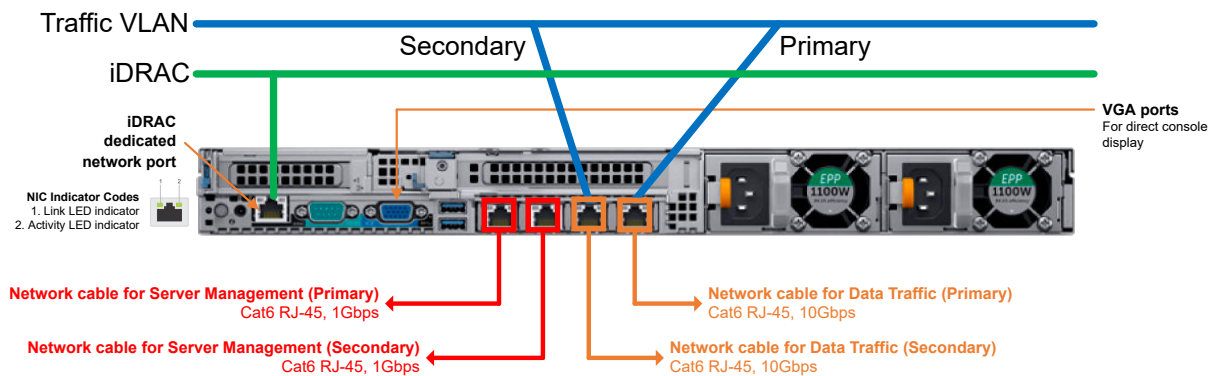 Traffic VLAN
Secondary
Primary
iDRAC
iDRAC
dedicated
network port
VGA ports
For direct console
display
1 2
NIC Indicator Codes
1. Link LED indicator
2. Activity LED indicator
EPP
1100W
EPP
1100W
Network cable for Server Management (Primary)
Cat6 RJ-45, 1Gbps
Network cable for Data Traffic (Primary)
Cat6 RJ-45, 10Gbps
Network cable for Server Management (Secondary)
Cat6 RJ-45, 1Gbps
Network cable for Data Traffic (Secondary)
Cat6 RJ-45, 10Gbps